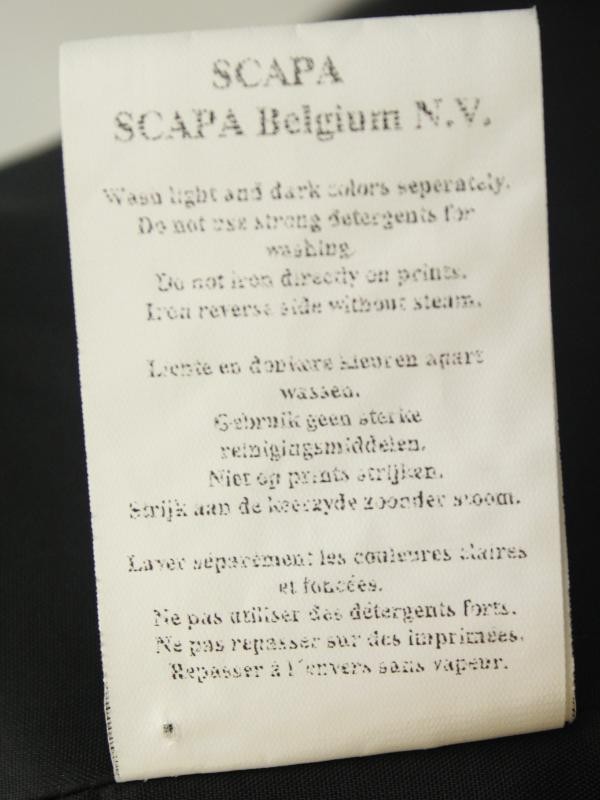 SCAPA
SCAPA Belgium N.V.
Wash light and dark colors seperately.
Do not use strong detergents for
washing.
Do not iron directly on prints.
Iron reverse side without steam.
Lichte en donkere kleuren apart
wassen.
Gebruik geen sterke
reinigingsmiddelen.
Niet op prints strijken.
Strijk aan de keerzyde zoonder stoom.
Laver séparément les couleures claires
et foncées.
Ne pas utiliser des détergents forts.
Ne pas repasser sur des imprimées.
Repasser à l'envers sans vapeur.